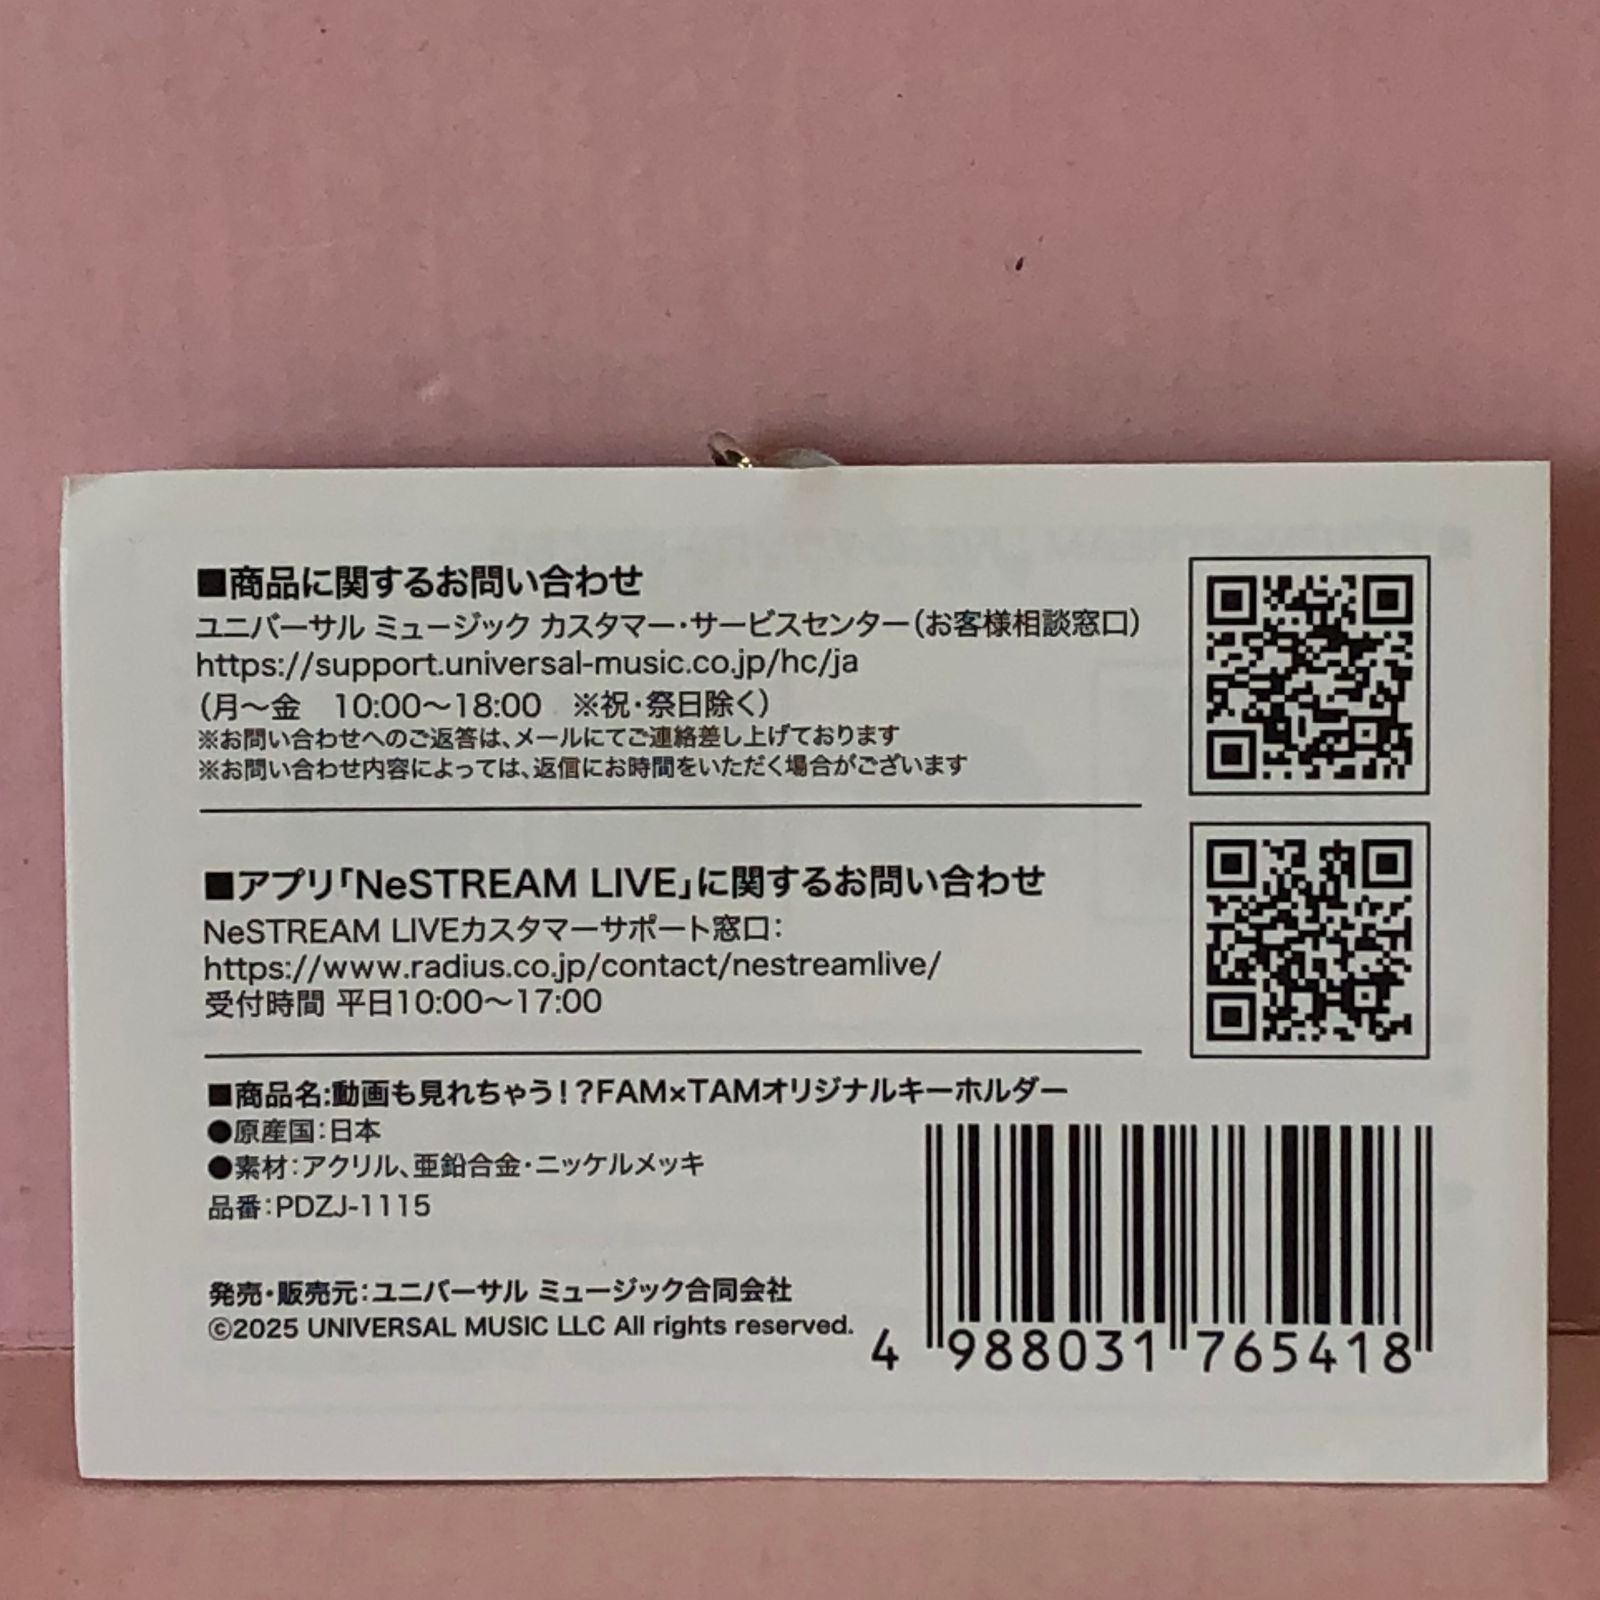 ■商品に関するお問い合わせ
ユニバーサル ミュージック カスタマー・サービスセンター(お客様相談窓口)
https://support.universal-music.co.jp/hc/ja
(月〜金　10:00〜18:00　※祝・祭日除く)
※お問い合わせへのご返答は、メールにてご連絡差し上げております
※お問い合わせ内容によっては、返信にお時間をいただく場合がございます
■アプリ「NeSTREAM LIVE」に関するお問い合わせ
NeSTREAM LIVEカスタマーサポート窓口:
https://www.radius.co.jp/contact/nestreamlive/
受付時間 平日10:00〜17:00
■商品名:動画も見れちゃう!?FAM×TAMオリジナルキーホルダー
●原産国:日本
●素材:アクリル、亜鉛合金・ニッケルメッキ
品番:PDZJ-1115
発売・販売元:ユニバーサル ミュージック合同会社
©2025 UNIVERSAL MUSIC LLC All rights reserved.
4 988031 765418